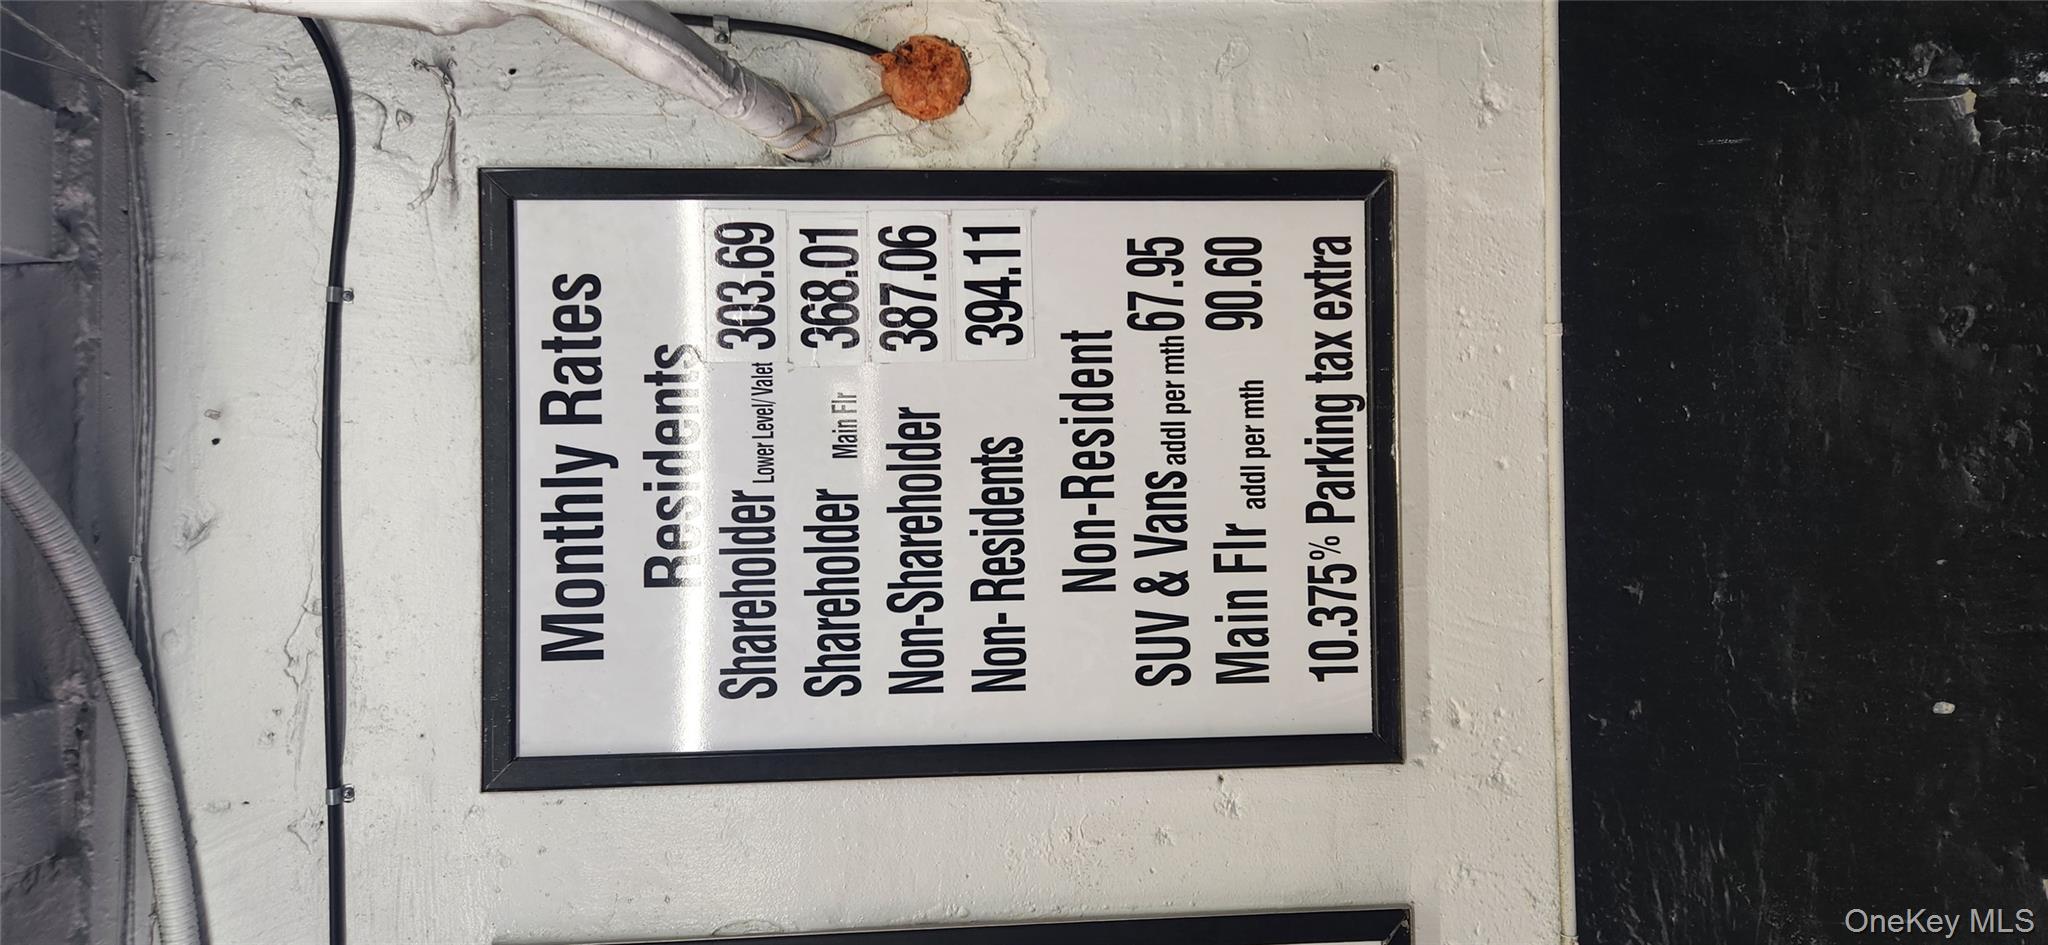 Monthly Rates
Residents
Shareholder Lower Level/Valet 303.69
Shareholder Main Flr 368.01
Non-Shareholder 387.06
Non- Residents 394.11
Non-Resident
SUV & Vans addl per mth 67.95
Main Flr addl per mth 90.60
10.375% Parking tax extra
OneKey MLS